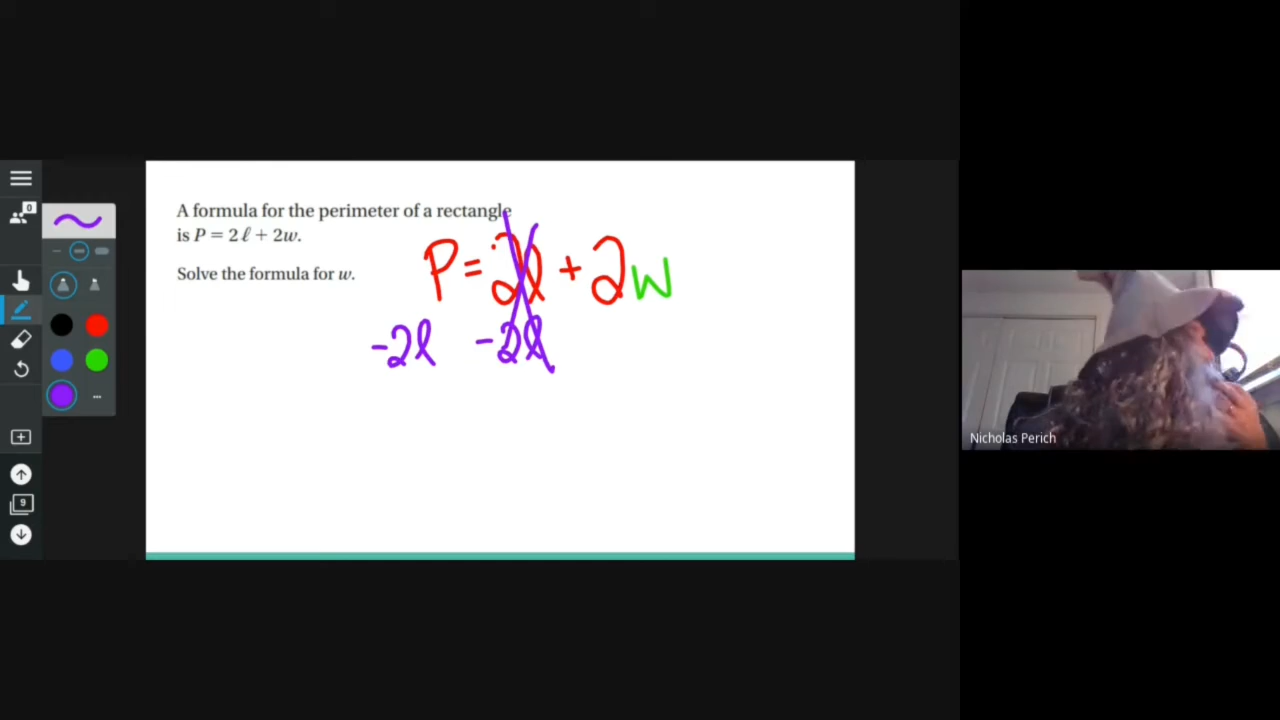 0
A formula for the perimeter of a rectangle
is P = 2ℓ + 2w.
Solve the formula for w.
P = 2ℓ + 2w
-2ℓ -2ℓ
9
Nicholas Perich